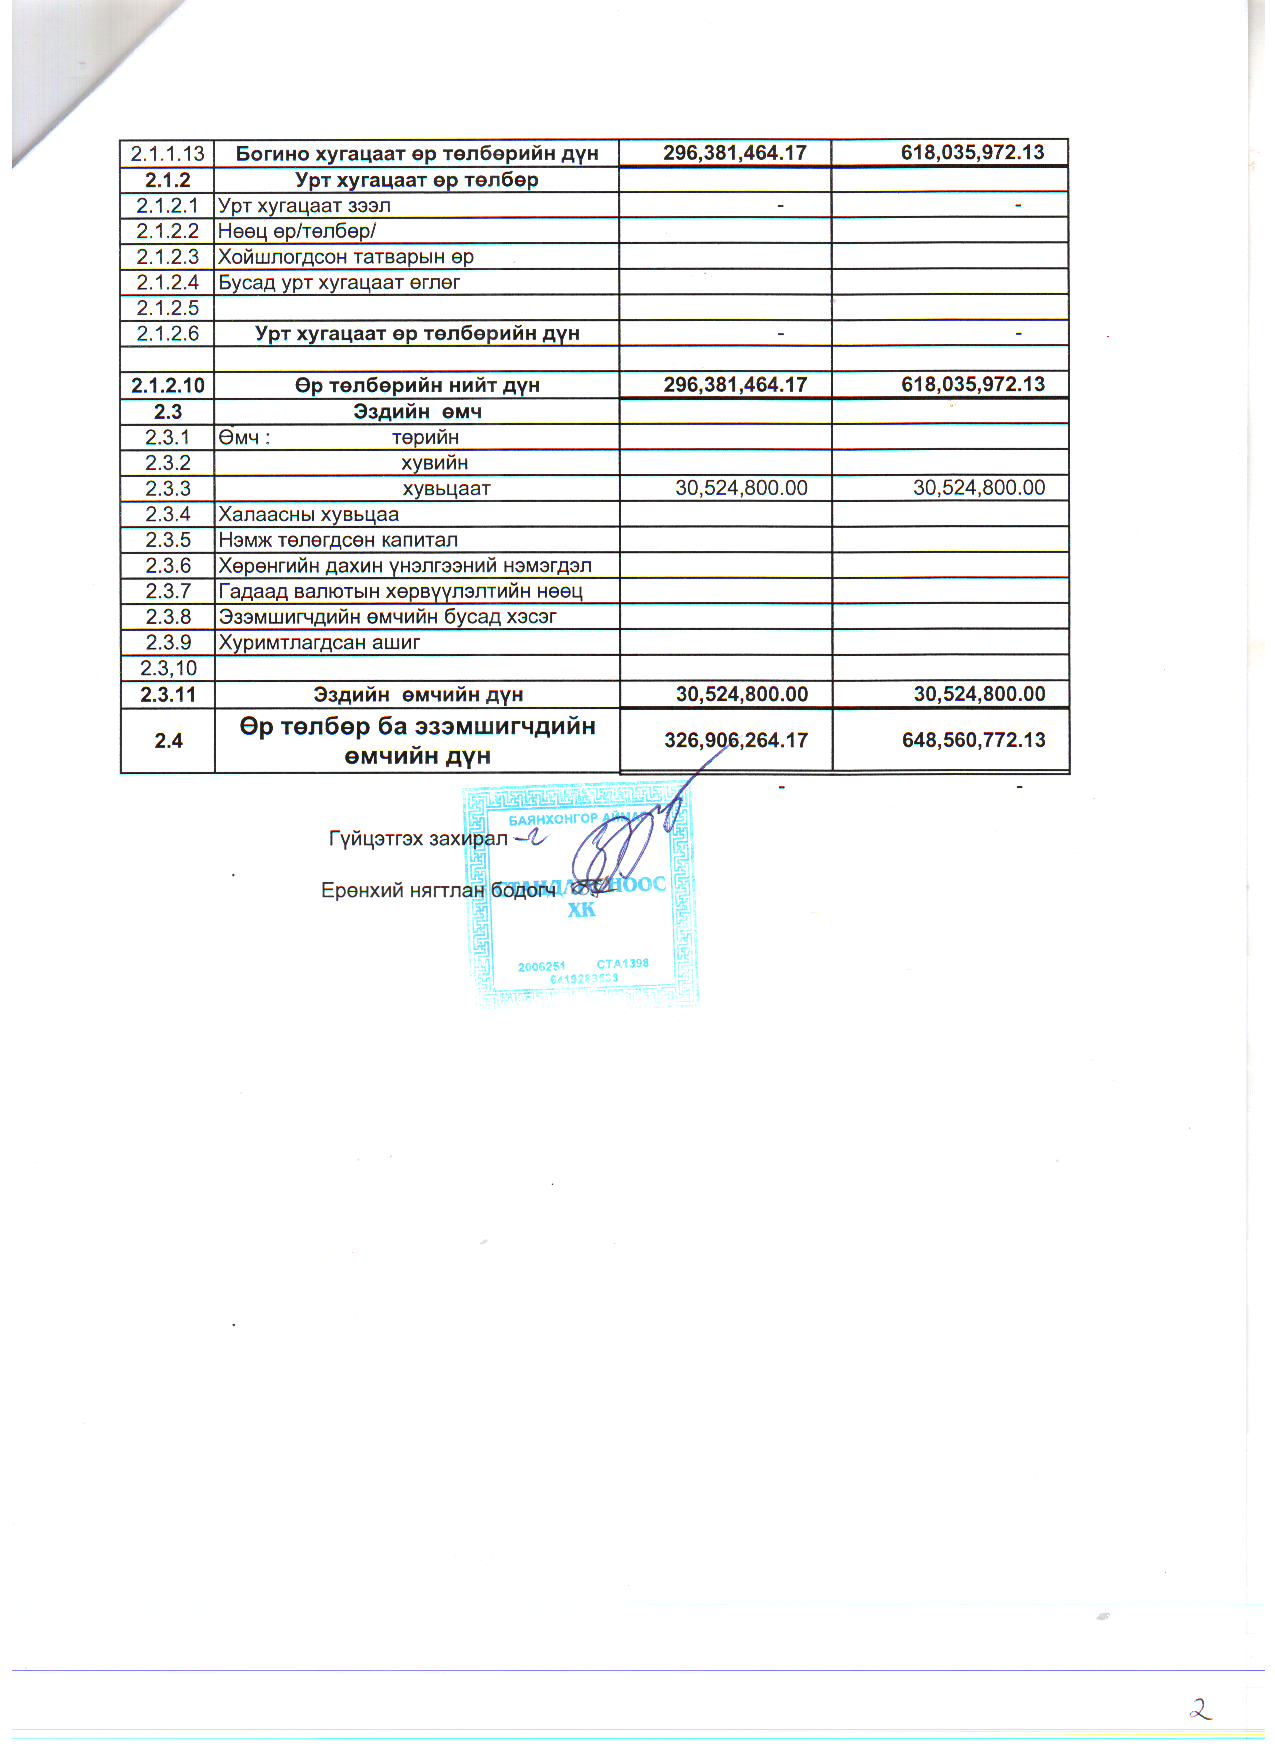 2.1.1.13 Богино хугацаат өр төлбөрийн дүн 296,381,464.17 618,035,972.13
2.1.2 Урт хугацаат өр төлбөр
2.1.2.1 Урт хугацаат зээл - -
2.1.2.2 Нөөц өр/төлбөр/
2.1.2.3 Хойшлогдсон татварын өр
2.1.2.4 Бусад урт хугацаат өглөг
2.1.2.5
2.1.2.6 Урт хугацаат өр төлбөрийн дүн - -
2.1.2.10 Өр төлбөрийн нийт дүн 296,381,464.17 618,035,972.13
2.3 Эздийн өмч
2.3.1 Өмч : төрийн
2.3.2 хувийн
2.3.3 хувьцаат 30,524,800.00 30,524,800.00
2.3.4 Халаасны хувьцаа
2.3.5 Нэмж төлөгдсөн капитал
2.3.6 Хөрөнгийн дахин үнэлгээний нэмэгдэл
2.3.7 Гадаад валютын хөрвүүлэлтийн нөөц
2.3.8 Эзэмшигчдийн өмчийн бусад хэсэг
2.3.9 Хуримтлагдсан ашиг
2.3,10
2.3.11 Эздийн өмчийн дүн 30,524,800.00 30,524,800.00
2.4 Өр төлбөр ба эзэмшигчдийн өмчийн дүн 326,906,264.17 648,560,772.13
- -
БАЯНХОНГОР АЙМАГ
Гүйцэтгэх захирал
Ерөнхий нягтлан бодогч
НООС
ХК
2006251 СТА1398
2